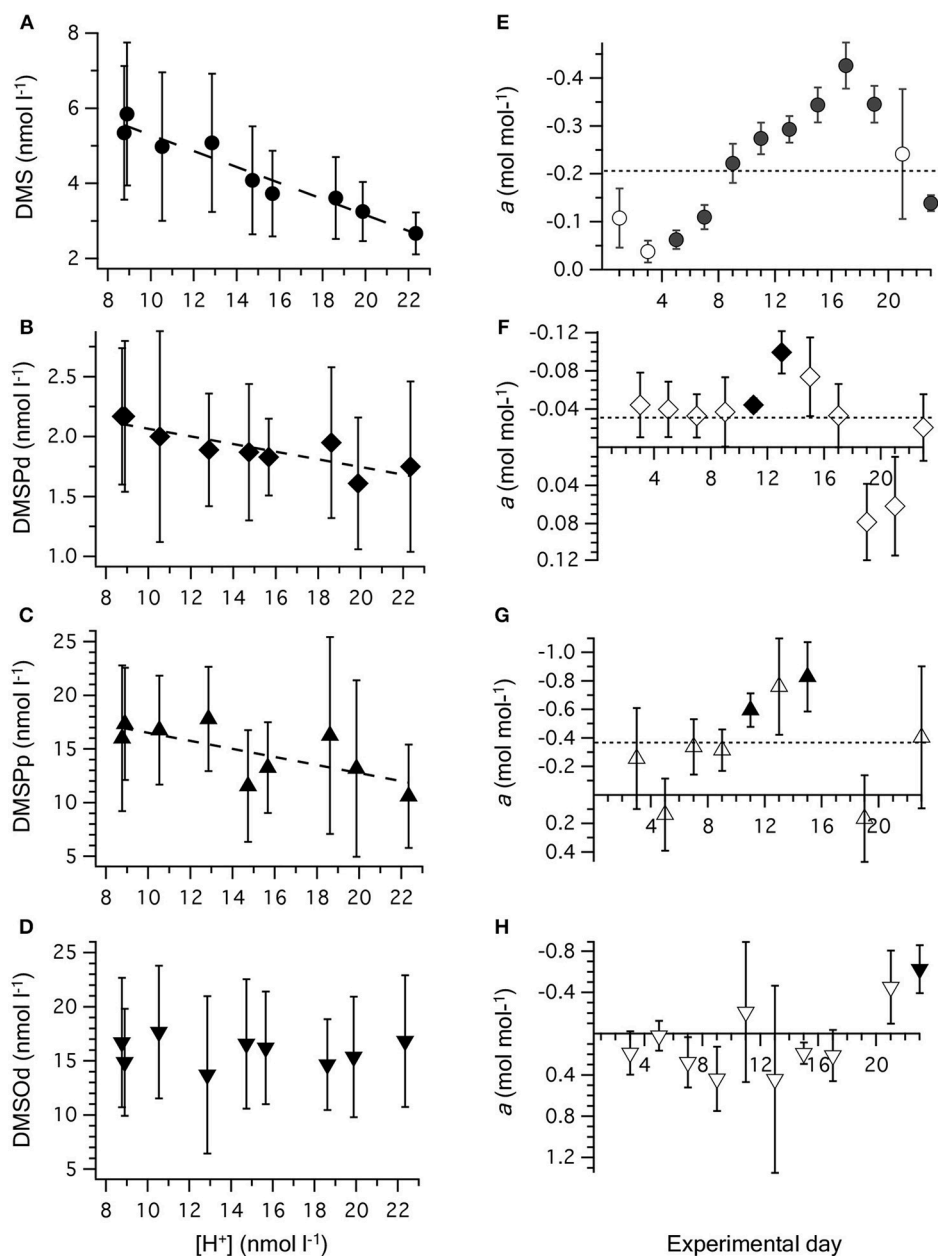 A
8
6
4
2
DMS (nmol l-1)
8 10 12 14 16 18 20 22
B
2.5
2.0
1.5
1.0
DMSPd (nmol l-1)
8 10 12 14 16 18 20 22
C
25
20
15
10
5
DMSPp (nmol l-1)
8 10 12 14 16 18 20 22
D
25
20
15
10
5
DMSOd (nmol l-1)
8 10 12 14 16 18 20 22
[H+] (nmol l-1)
E
-0.4
-0.3
-0.2
-0.1
0.0
a (mol mol-1)
4 8 12 16 20
F
-0.12
-0.08
-0.04
0.04
0.08
0.12
a (mol mol-1)
4 8 12 16 20
G
-1.0
-0.8
-0.6
-0.4
-0.2
0.2
0.4
a (mol mol-1)
4 8 12 16 20
H
-0.8
-0.4
0.4
0.8
1.2
a (mol mol-1)
4 8 12 16 20
Experimental day